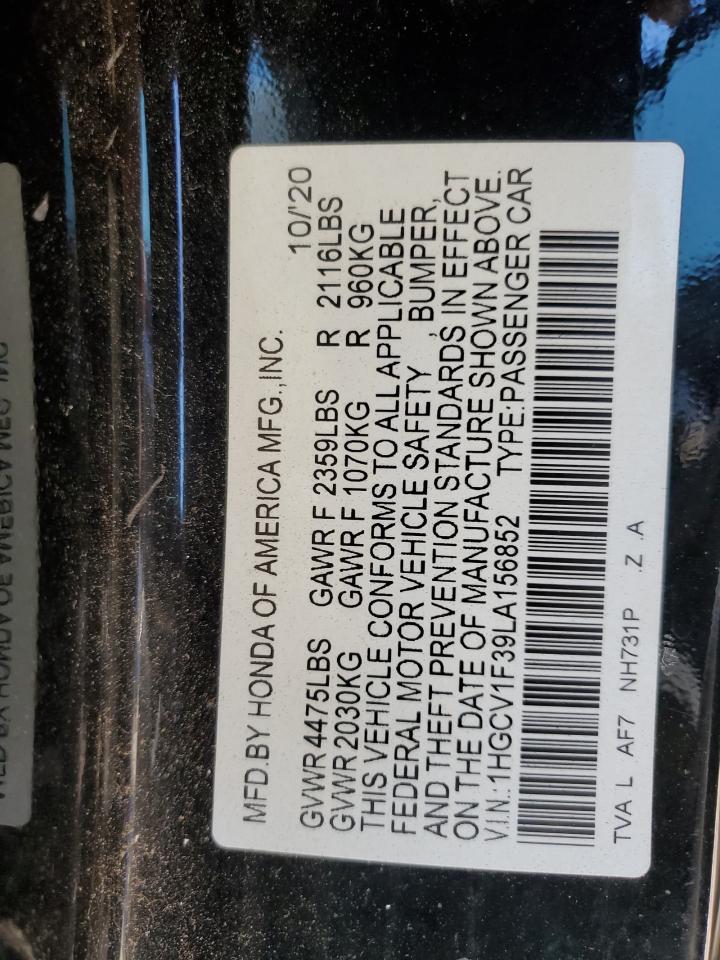 MFD.BY HONDA OF AMERICA MFG.,INC. 10/'20
GVWR 4475LBS GAWR F 2359LBS R 2116LBS
GVWR 2030KG GAWR F 1070KG R 960KG
THIS VEHICLE CONFORMS TO ALL APPLICABLE
FEDERAL MOTOR VEHICLE SAFETY , BUMPER,
AND THEFT PREVENTION STANDARDS IN EFFECT
ON THE DATE OF MANUFACTURE SHOWN ABOVE.
V.I.N.:1HGCV1F39LA156852 TYPE:PASSENGER CAR
TVA L AF7 NH731P .Z .A